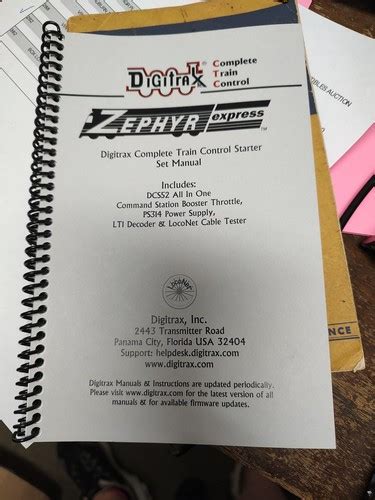 DIGITRAX® Complete
Train
Control
ZEPHYR express™
Digitrax Complete Train Control Starter
Set Manual
Includes:
DCS52 All In One
Command Station Booster Throttle,
PS314 Power Supply,
LT1 Decoder & LocoNet Cable Tester
LocoNet
Digitrax, Inc.
2443 Transmitter Road
Panama City, Florida USA 32404
Support: helpdesk.digitrax.com
www.digitrax.com
Digitrax Manuals & Instructions are updated periodically.
Please visit www.digitrax.com for the latest version of all
manuals & for available firmware updates.
AUCTION